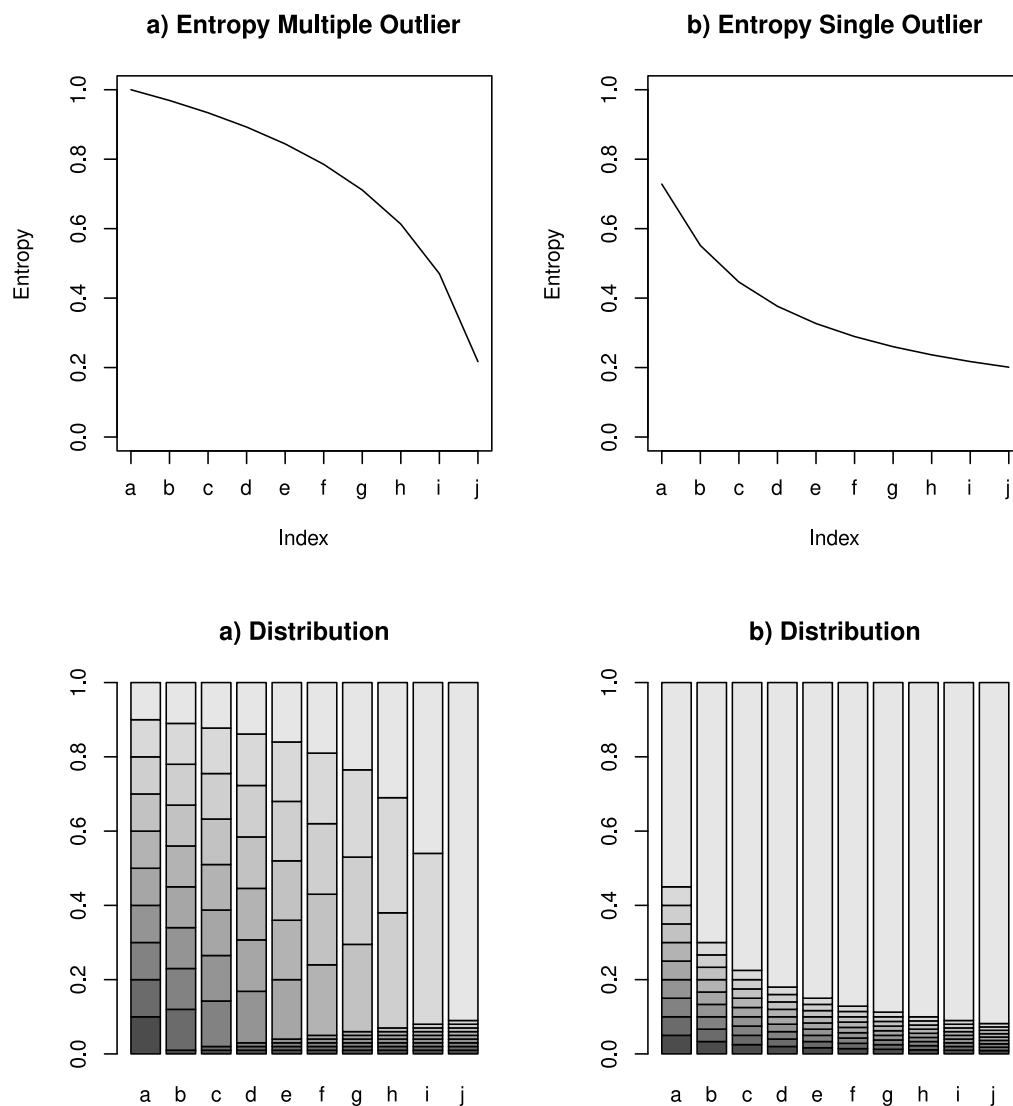 a) Entropy Multiple Outlier
1.0
0.8
0.6
0.4
0.2
0.0
Entropy
a b c d e f g h i j
Index
b) Entropy Single Outlier
1.0
0.8
0.6
0.4
0.2
0.0
Entropy
a b c d e f g h i j
Index
a) Distribution
1.0
0.8
0.6
0.4
0.2
0.0
a b c d e f g h i j
b) Distribution
1.0
0.8
0.6
0.4
0.2
0.0
a b c d e f g h i j